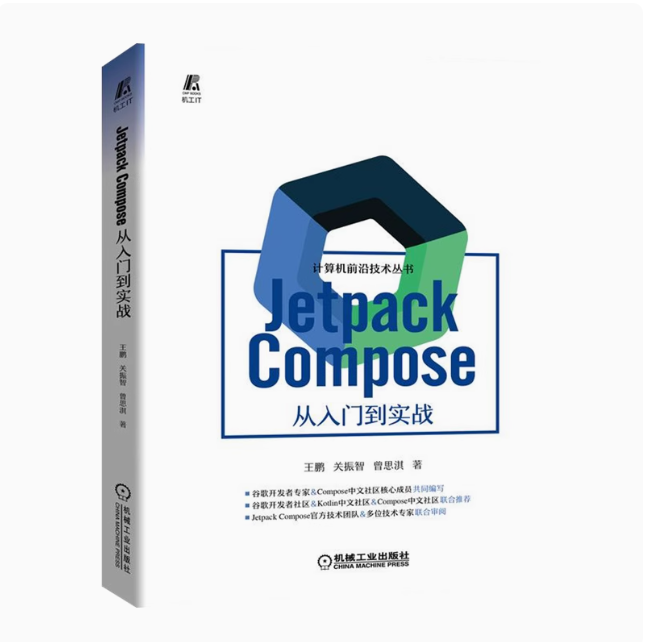 机工IT
Jetpack Compose 从入门到实战
王鹏 关振智 曾思淇 著
机械工业出版社
CHINA MACHINE PRESS
机工IT
计算机前沿技术丛书
Jetpack
Compose
从入门到实战
王鹏 关振智 曾思淇 著
谷歌开发者专家&Compose中文社区核心成员共同编写
谷歌开发者社区&Kotlin中文社区&Compose中文社区联合推荐
Jetpack Compose官方技术团队&多位技术专家联合审阅
机械工业出版社
CHINA MACHINE PRESS